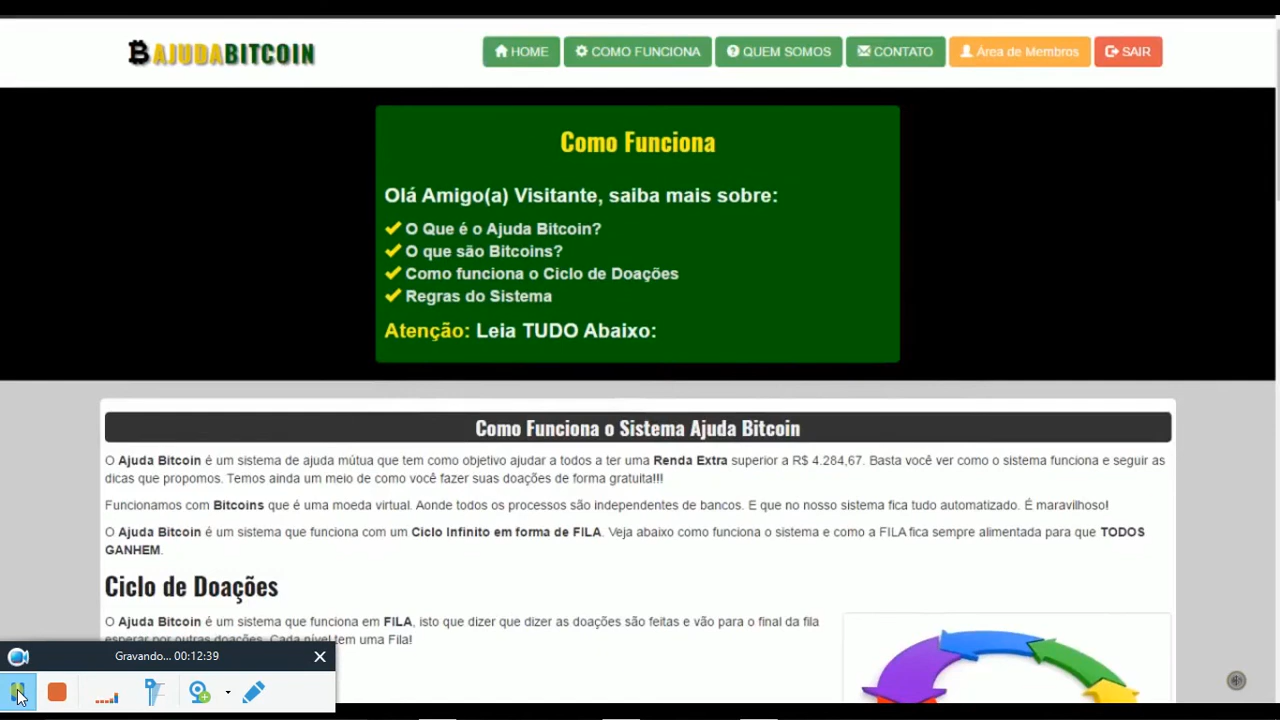 AJUDABITCOIN
HOME
COMO FUNCIONA
QUEM SOMOS
CONTATO
Área de Membros
SAIR
Como Funciona
Olá Amigo(a) Visitante, saiba mais sobre:
O Que é o Ajuda Bitcoin?
O que são Bitcoins?
Como funciona o Ciclo de Doações
Regras do Sistema
Atenção: Leia TUDO Abaixo:
Como Funciona o Sistema Ajuda Bitcoin
O Ajuda Bitcoin é um sistema de ajuda mútua que tem como objetivo ajudar a todos a ter uma Renda Extra superior a R$ 4.284,67. Basta você ver como o sistema funciona e seguir as
dicas que propomos. Temos ainda um meio de como você fazer suas doações de forma gratuita!!!
Funcionamos com Bitcoins que é uma moeda virtual. Aonde todos os processos são independentes de bancos. E que no nosso sistema fica tudo automatizado. É maravilhoso!
O Ajuda Bitcoin é um sistema que funciona com um Ciclo Infinito em forma de FILA. Veja abaixo como funciona o sistema e como a FILA fica sempre alimentada para que TODOS
GANHEM.
Ciclo de Doações
O Ajuda Bitcoin é um sistema que funciona em FILA, isto que dizer que dizer as doações são feitas e vão para o final da fila
esperar por outras doações. Cada nível tem uma Fila!
Gravando... 00:12:39